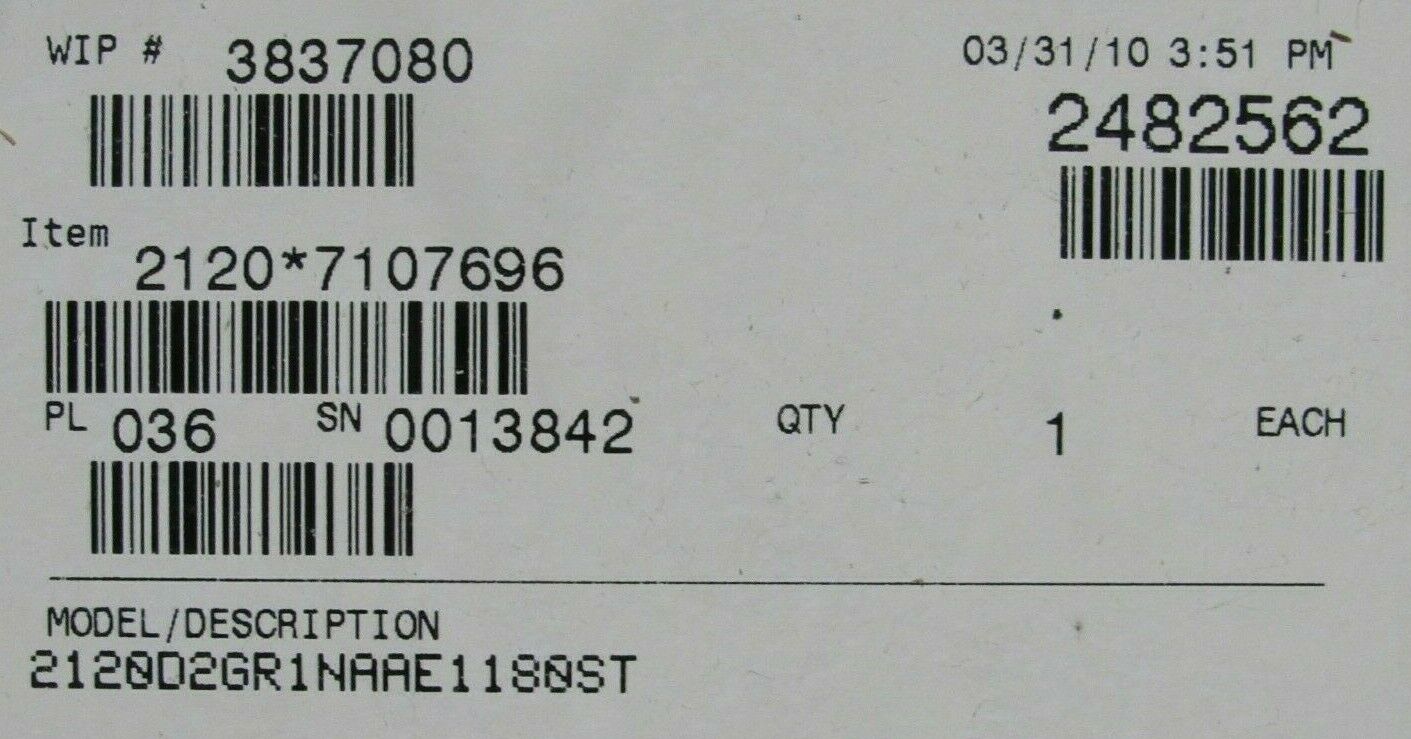 WIP # 3837080 03/31/10 3:51 PM
2482562
Item 2120*7107696
PL 036 SN 0013842 QTY 1 EACH
MODEL/DESCRIPTION
2120D2GR1NAAE1180ST